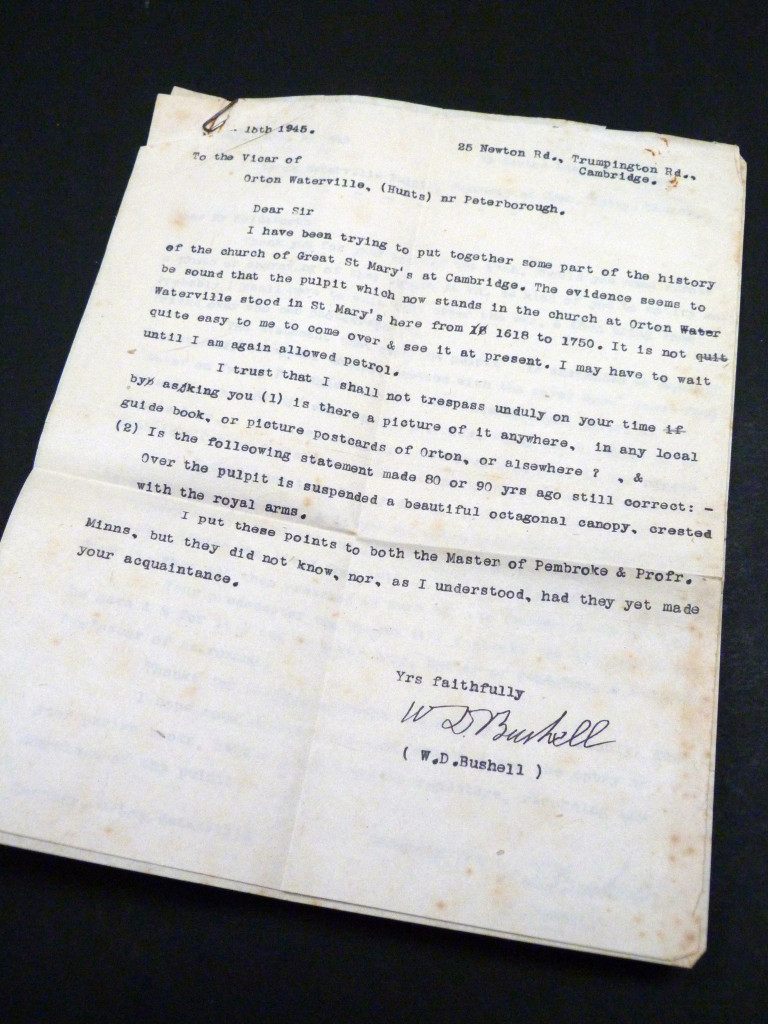 15th 1945.
25 Newton Rd., Trumpington Rd.,
Cambridge.
To the Vicar of
Orton Waterville, (Hunts) nr Peterborough.
Dear Sir
I have been trying to put together some part of the history
of the church of Great St Mary's at Cambridge. The evidence seems to
be sound that the pulpit which now stands in the church at Orton Water
Waterville stood in St Mary's here from 1618 to 1750. It is not quit
quite easy to me to come over & see it at present. I may have to wait
until I am again allowed petrol.
I trust that I shall not trespass unduly on your time if
by asking you (1) is there a picture of it anywhere, in any local
guide book, or picture postcards of Orton, or alsewhere ? , &
(2) Is the following statement made 80 or 90 yrs ago still correct: -
Over the pulpit is suspended a beautiful octagonal canopy, crested
with the royal arms.
I put these points to both the Master of Pembroke & Profr.
Minns, but they did not know, nor, as I understood, had they yet made
your acquaintance.
Yrs faithfully
W D. Bushell
( W.D.Bushell )